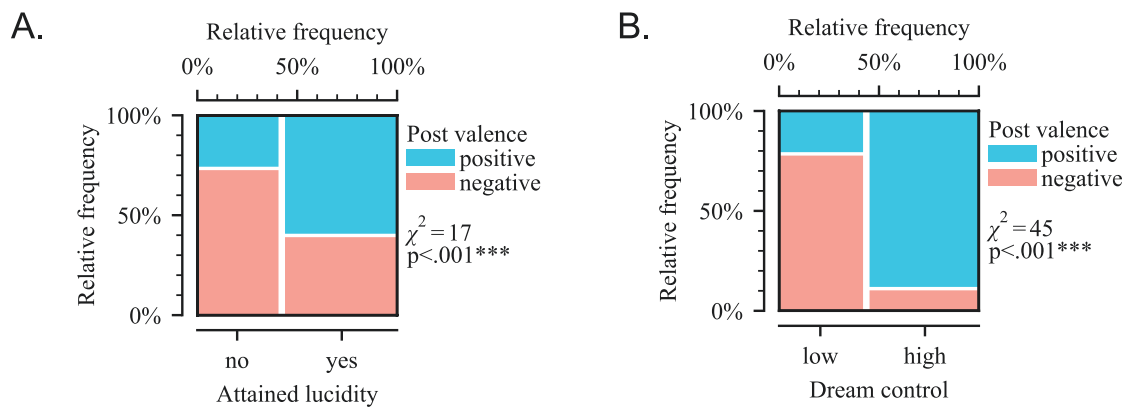 A.
Relative frequency
0% 50% 100%
100%
50%
0%
Relative frequency
Post valence
positive
negative
χ² = 17
p<.001***
no yes
Attained lucidity
B.
Relative frequency
0% 50% 100%
100%
50%
0%
Relative frequency
Post valence
positive
negative
χ² = 45
p<.001***
low high
Dream control